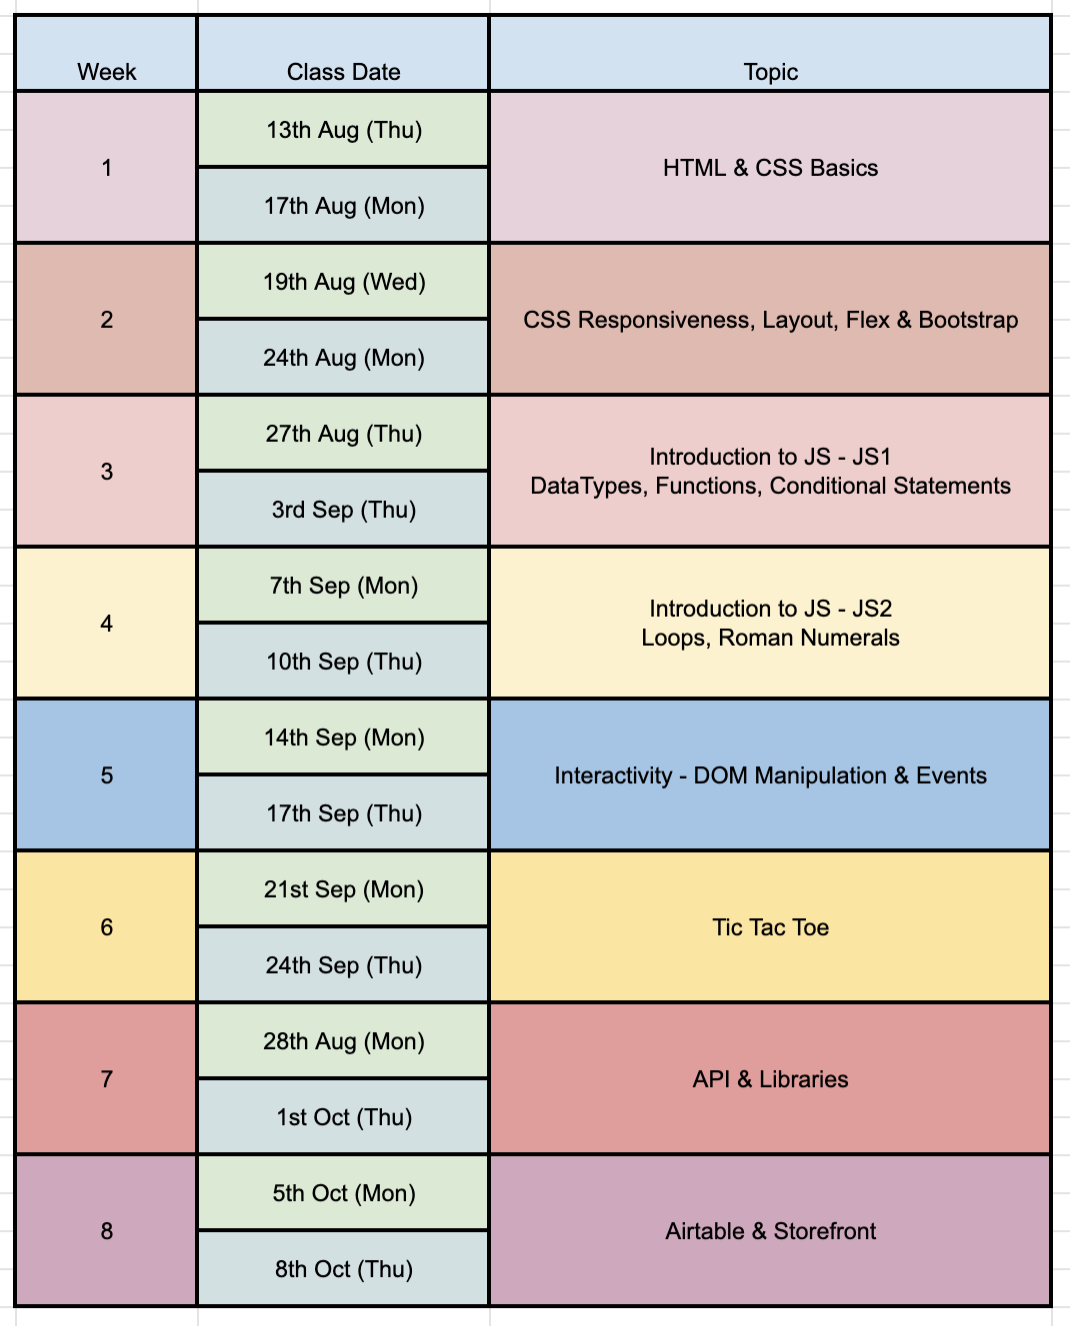 Week Class Date Topic
1
13th Aug (Thu)
17th Aug (Mon)
HTML & CSS Basics
2
19th Aug (Wed)
24th Aug (Mon)
CSS Responsiveness, Layout, Flex & Bootstrap
3
27th Aug (Thu)
3rd Sep (Thu)
Introduction to JS - JS1
DataTypes, Functions, Conditional Statements
4
7th Sep (Mon)
10th Sep (Thu)
Introduction to JS - JS2
Loops, Roman Numerals
5
14th Sep (Mon)
17th Sep (Thu)
Interactivity - DOM Manipulation & Events
6
21st Sep (Mon)
24th Sep (Thu)
Tic Tac Toe
7
28th Aug (Mon)
1st Oct (Thu)
API & Libraries
8
5th Oct (Mon)
8th Oct (Thu)
Airtable & Storefront